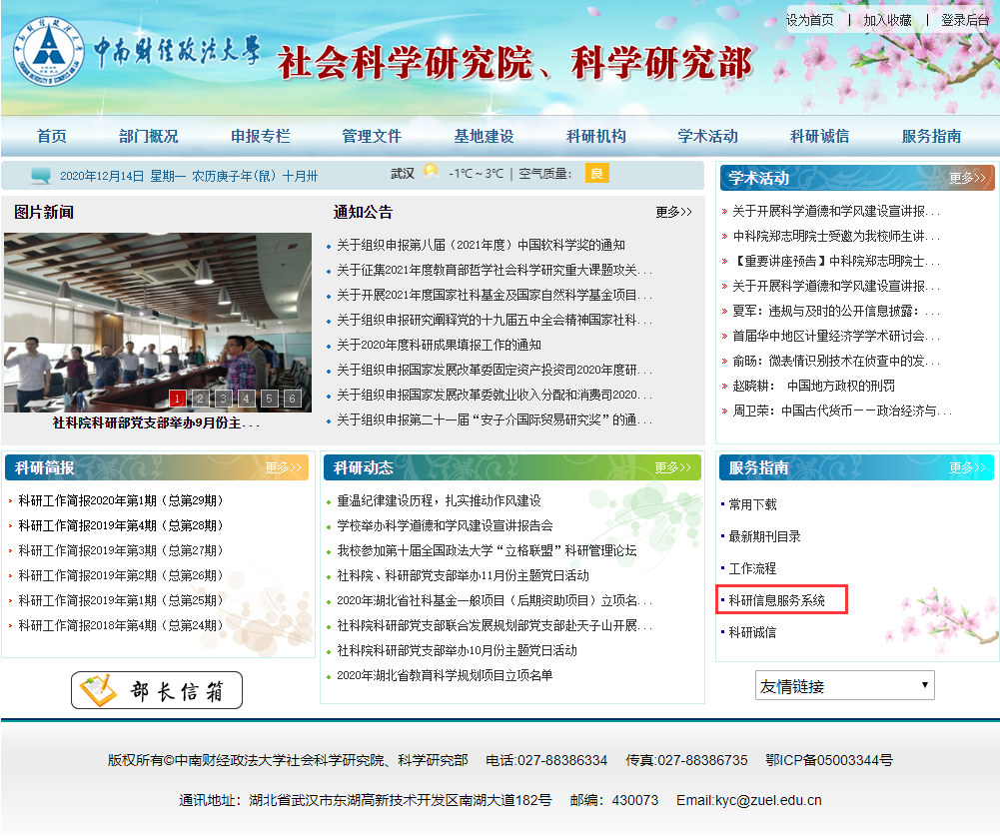 设为首页 | 加入收藏 | 登录后台
中南财经政法大学
社会科学研究院、科学研究部
首页 部门概况 申报专栏 管理文件 基地建设 科研机构 学术活动 科研诚信 服务指南
2020年12月14日 星期一 农历庚子年(鼠) 十月卅
武汉 -1℃～3℃ | 空气质量： 良
图片新闻
1 2 3 4 5 6
社科院科研部党支部举办9月份主...
通知公告 更多>>
关于组织申报第八届（2021年度）中国软科学奖的通知
关于征集2021年度教育部哲学社会科学研究重大课题攻关...
关于开展2021年度国家社科基金及国家自然科学基金项目...
关于组织申报研究阐释党的十九届五中全会精神国家社科...
关于2020年度科研成果填报工作的通知
关于组织申报国家发展改革委固定资产投资司2020年度研...
关于组织申报国家发展改革委就业收入分配和消费司2020...
关于组织申报第二十一届“安子介国际贸易研究奖”的通...
学术活动 更多>>
» 关于开展科学道德和学风建设宣讲报...
» 中科院郑志明院士受邀为我校师生讲...
» 【重要讲座预告】中科院郑志明院士...
» 关于开展科学道德和学风建设宣讲报...
» 夏军：违规与及时的公开信息披露：...
» 首届华中地区计量经济学学术研讨会...
» 俞旸：微表情识别技术在侦查中的发...
» 赵晓耕： 中国地方政权的刑罚
» 周卫荣：中国古代货币－－政治经济与...
科研简报 更多>>
科研工作简报2020年第1期（总第29期）
科研工作简报2019年第4期（总第28期）
科研工作简报2019年第3期（总第27期）
科研工作简报2019年第2期（总第26期）
科研工作简报2019年第1期（总第25期）
科研工作简报2018年第4期（总第24期）
部长信箱
科研动态 更多>>
重温纪律建设历程，扎实推动作风建设
学校举办科学道德和学风建设宣讲报告会
我校参加第十届全国政法大学“立格联盟”科研管理论坛
社科院、科研部党支部举办11月份主题党日活动
2020年湖北省社科基金一般项目（后期资助项目）立项名...
社科院科研部党支部联合发展规划部党支部赴天子山开展...
社科院科研部党支部举办10月份主题党日活动
2020年湖北省教育科学规划项目立项名单
服务指南 更多>>
常用下载
最新期刊目录
工作流程
科研信息服务系统
科研诚信
友情链接
版权所有©中南财经政法大学社会科学研究院、科学研究部 电话:027-88386334 传真:027-88386735 鄂ICP备05003344号
通讯地址：湖北省武汉市东湖高新技术开发区南湖大道182号 邮编：430073 Email:kyc@zuel.edu.cn